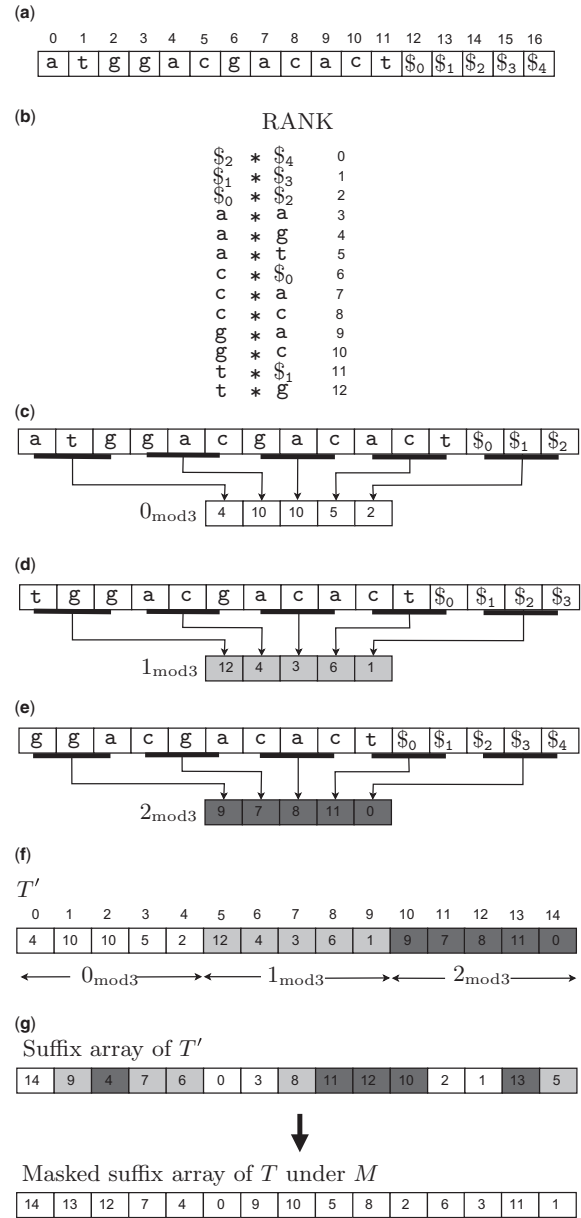 (a)
0 1 2 3 4 5 6 7 8 9 10 11 12 13 14 15 16
a t g g a c g a c a c t $0 $1 $2 $3 $4
(b)
RANK
$2 * $4 0
$1 * $3 1
$0 * $2 2
a * a 3
a * g 4
a * t 5
c * $0 6
c * a 7
c * c 8
g * a 9
g * c 10
t * $1 11
t * g 12
(c)
a t g g a c g a c a c t $0 $1 $2
0mod3 4 10 10 5 2
(d)
t g g a c g a c a c t $0 $1 $2 $3
1mod3 12 4 3 6 1
(e)
g g a c g a c a c t $0 $1 $2 $3 $4
2mod3 9 7 8 11 0
(f)
T′
0 1 2 3 4 5 6 7 8 9 10 11 12 13 14
4 10 10 5 2 12 4 3 6 1 9 7 8 11 0
0mod3 1mod3 2mod3
(g)
Suffix array of T′
14 9 4 7 6 0 3 8 11 12 10 2 1 13 5
Masked suffix array of T under M
14 13 12 7 4 0 9 10 5 8 2 6 3 11 1